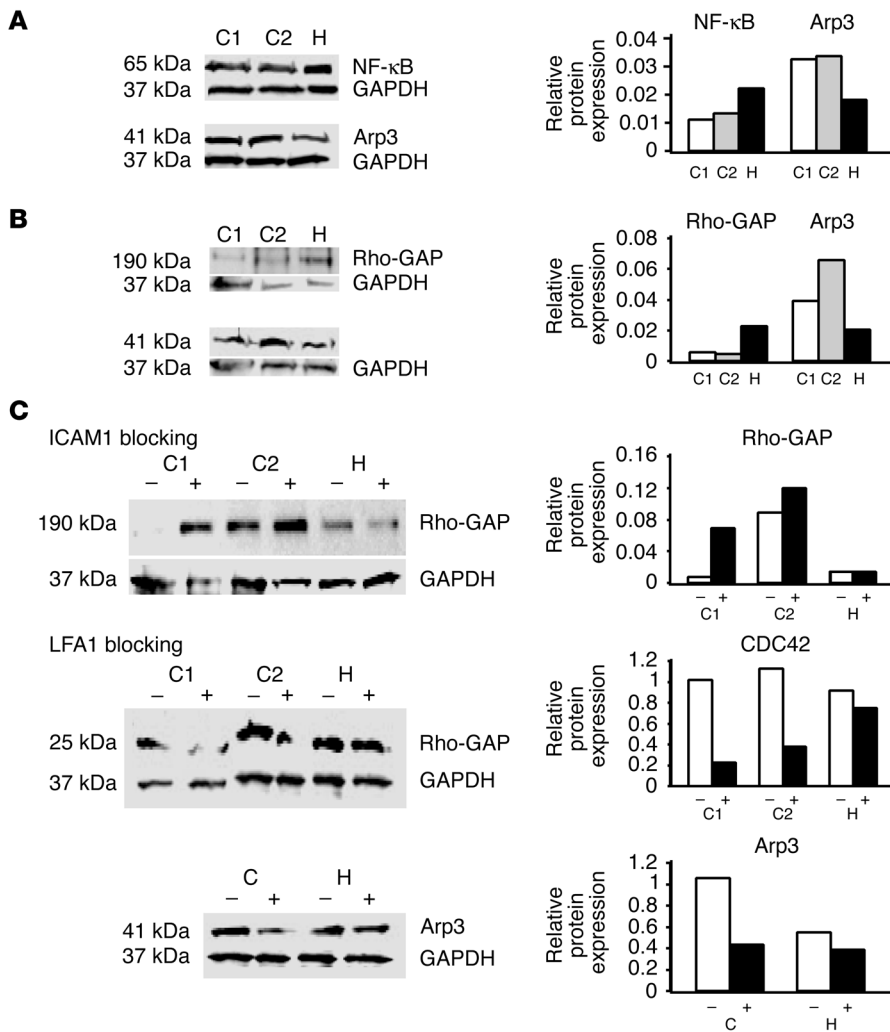 A
C1 C2 H
65 kDa NF-κB
37 kDa GAPDH
41 kDa Arp3
37 kDa GAPDH
NF-κB Arp3
Relative protein expression
0.04
0.03
0.02
0.01
0
C1 C2 H C1 C2 H
B
C1 C2 H
190 kDa Rho-GAP
37 kDa GAPDH
41 kDa
37 kDa GAPDH
Rho-GAP Arp3
Relative protein expression
0.08
0.06
0.04
0.02
0
C1 C2 H C1 C2 H
C
ICAM1 blocking
C1 C2 H
– + – + – +
190 kDa Rho-GAP
37 kDa GAPDH
Rho-GAP
Relative protein expression
0.16
0.12
0.08
0.04
0
– + – + – +
C1 C2 H
LFA1 blocking
C1 C2 H
– + – + – +
25 kDa Rho-GAP
37 kDa GAPDH
CDC42
Relative protein expression
1.2
1
0.8
0.6
0.4
0.2
0
– + – + – +
C1 C2 H
C H
– + – +
41 kDa Arp3
37 kDa GAPDH
Arp3
Relative protein expression
1.2
1
0.8
0.6
0.4
0.2
0
– + – +
C H